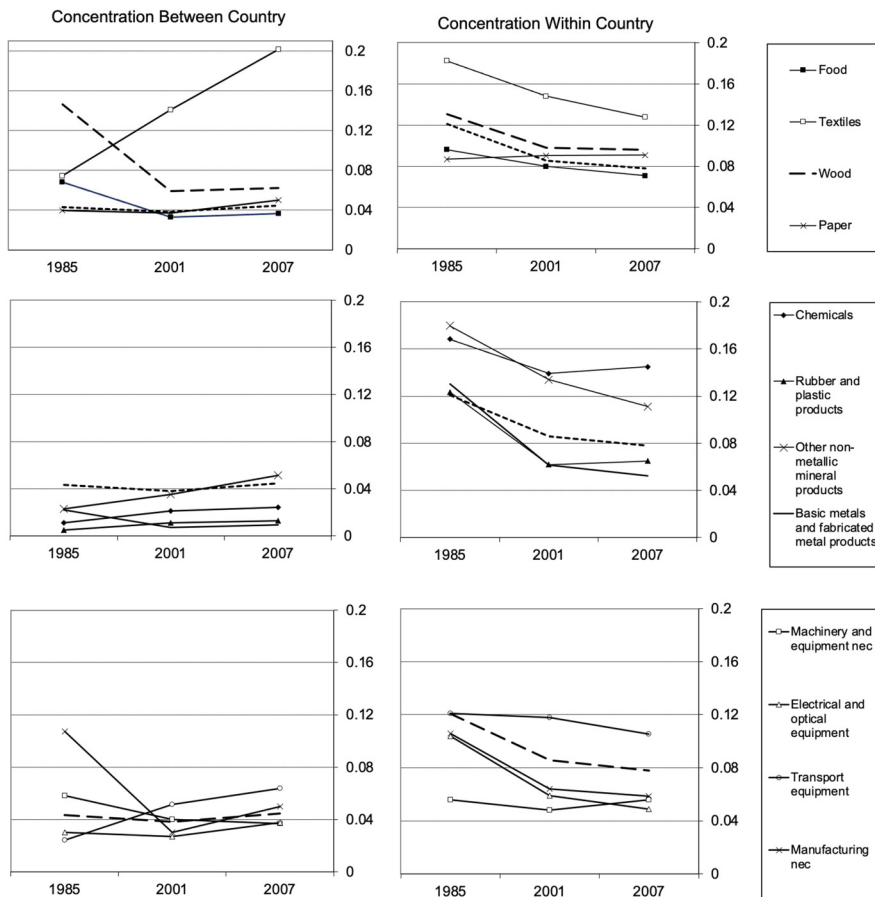 Concentration Between Country
Concentration Within Country
0.2
0.16
0.12
0.08
0.04
0
1985
2001
2007
0.2
0.16
0.12
0.08
0.04
0
1985
2001
2007
Food
Textiles
Wood
Paper
0.2
0.16
0.12
0.08
0.04
0
1985
2001
2007
0.2
0.16
0.12
0.08
0.04
0
1985
2001
2007
Chemicals
Rubber and
plastic
products
Other non-
metallic
mineral
products
Basic metals
and fabricated
metal products
0.2
0.16
0.12
0.08
0.04
0
1985
2001
2007
0.2
0.16
0.12
0.08
0.04
0
1985
2001
2007
Machinery and
equipment nec
Electrical and
optical
equipment
Transport
equipment
Manufacturing
nec